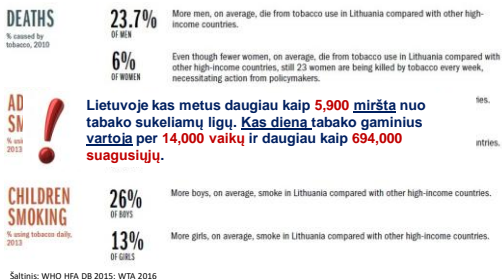 DEATHS
% caused by
tobacco, 2010
23.7%
OF MEN
More men, on average, die from tobacco use in Lithuania compared with other high-
income countries.
6%
OF WOMEN
Even though fewer women, on average, die from tobacco use in Lithuania compared with
other high-income countries, still 23 women are being killed by tobacco every week,
necessitating action from policymakers.
Lietuvoje kas metus daugiau kaip 5,900 miršta nuo
tabako sukeliamų ligų. Kas dieną tabako gaminius
vartoja per 14,000 vaikų ir daugiau kaip 694,000
suagusiųjų.
2013
CHILDREN
SMOKING
% using tobacco daily,
2013
26%
OF BOYS
More boys, on average, smoke in Lithuania compared with other high-income countries.
13%
OF GIRLS
More girls, on average, smoke in Lithuania compared with other high-income countries.
Šaltinis: WHO HFA DB 2015; WTA 2016